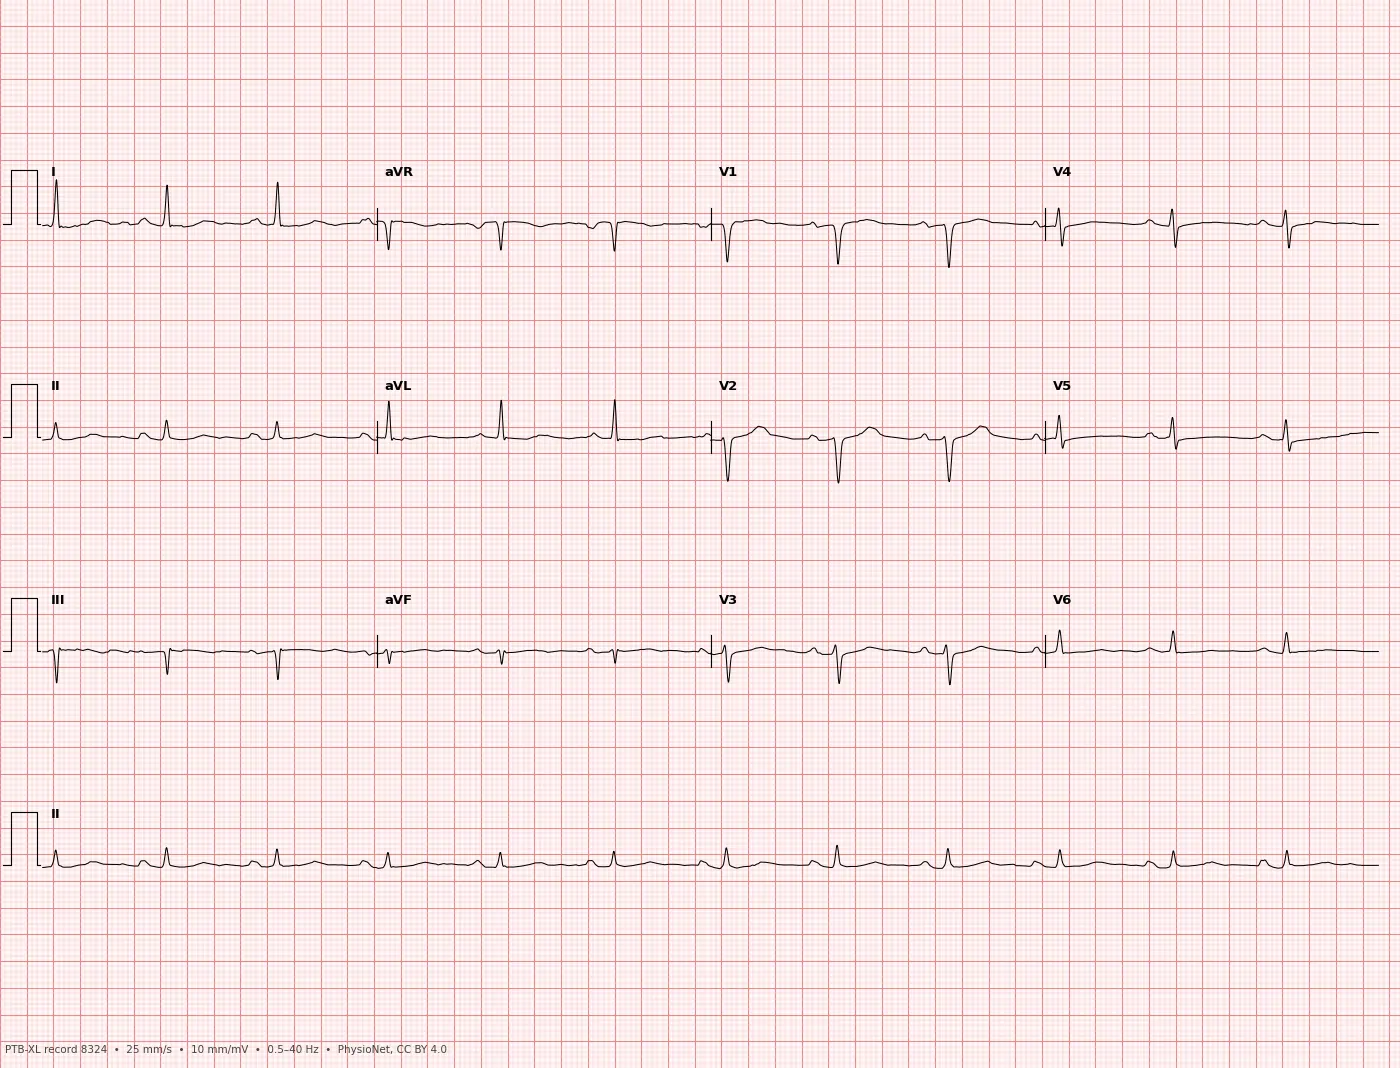 I aVR V1 V4
II aVL V2 V5
III aVF V3 V6
II
PTB-XL record 8324 • 25 mm/s • 10 mm/mV • 0.5–40 Hz • PhysioNet, CC BY 4.0